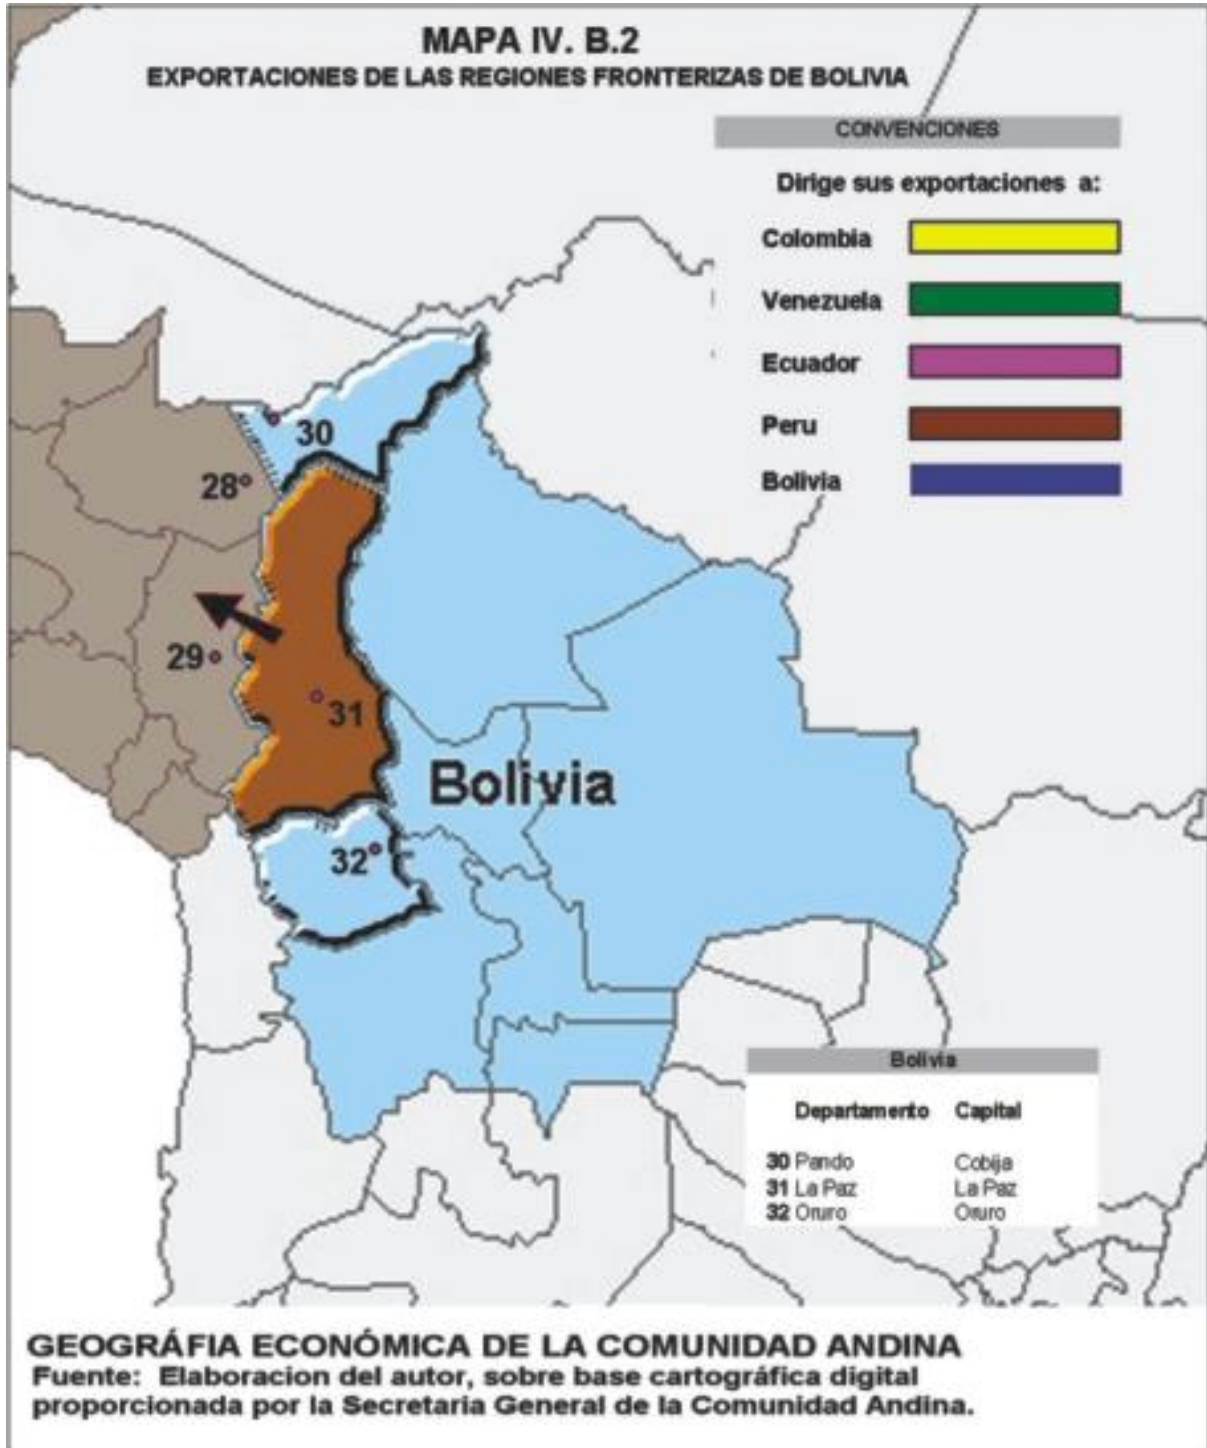 MAPA IV. B.2
EXPORTACIONES DE LAS REGIONES FRONTERIZAS DE BOLIVIA
CONVENCIONES
Dirige sus exportaciones a:
Colombia
Venezuela
Ecuador
Peru
Bolivia
30
28
29
31
Bolivia
32
Bolivia
Departamento Capital
30 Pando Cobija
31 La Paz La Paz
32 Oruro Oruro
GEOGRÁFIA ECONÓMICA DE LA COMUNIDAD ANDINA
Fuente: Elaboracion del autor, sobre base cartográfica digital
proporcionada por la Secretaria General de la Comunidad Andina.